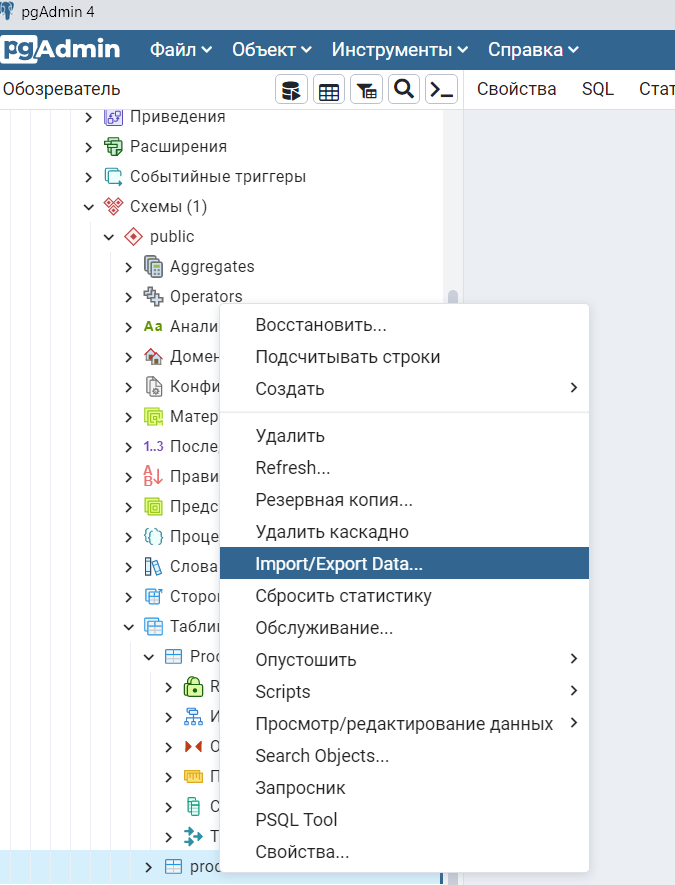 pgAdmin 4
pgAdmin Файл Объект Инструменты Справка
Обозреватель Свойства SQL Стат
Приведения
Расширения
Событийные триггеры
Схемы (1)
public
Aggregates
Operators
Aa Анали
Домен
Конфи
Матер
1..3 После
Прави
Предс
Проце
Слова
Сторо
Табли
Proc
R
И
О
П
С
Т
proc
Восстановить...
Подсчитывать строки
Создать
Удалить
Refresh...
Резервная копия...
Удалить каскадно
Import/Export Data...
Сбросить статистику
Обслуживание...
Опустошить
Scripts
Просмотр/редактирование данных
Search Objects...
Запросник
PSQL Tool
Свойства...